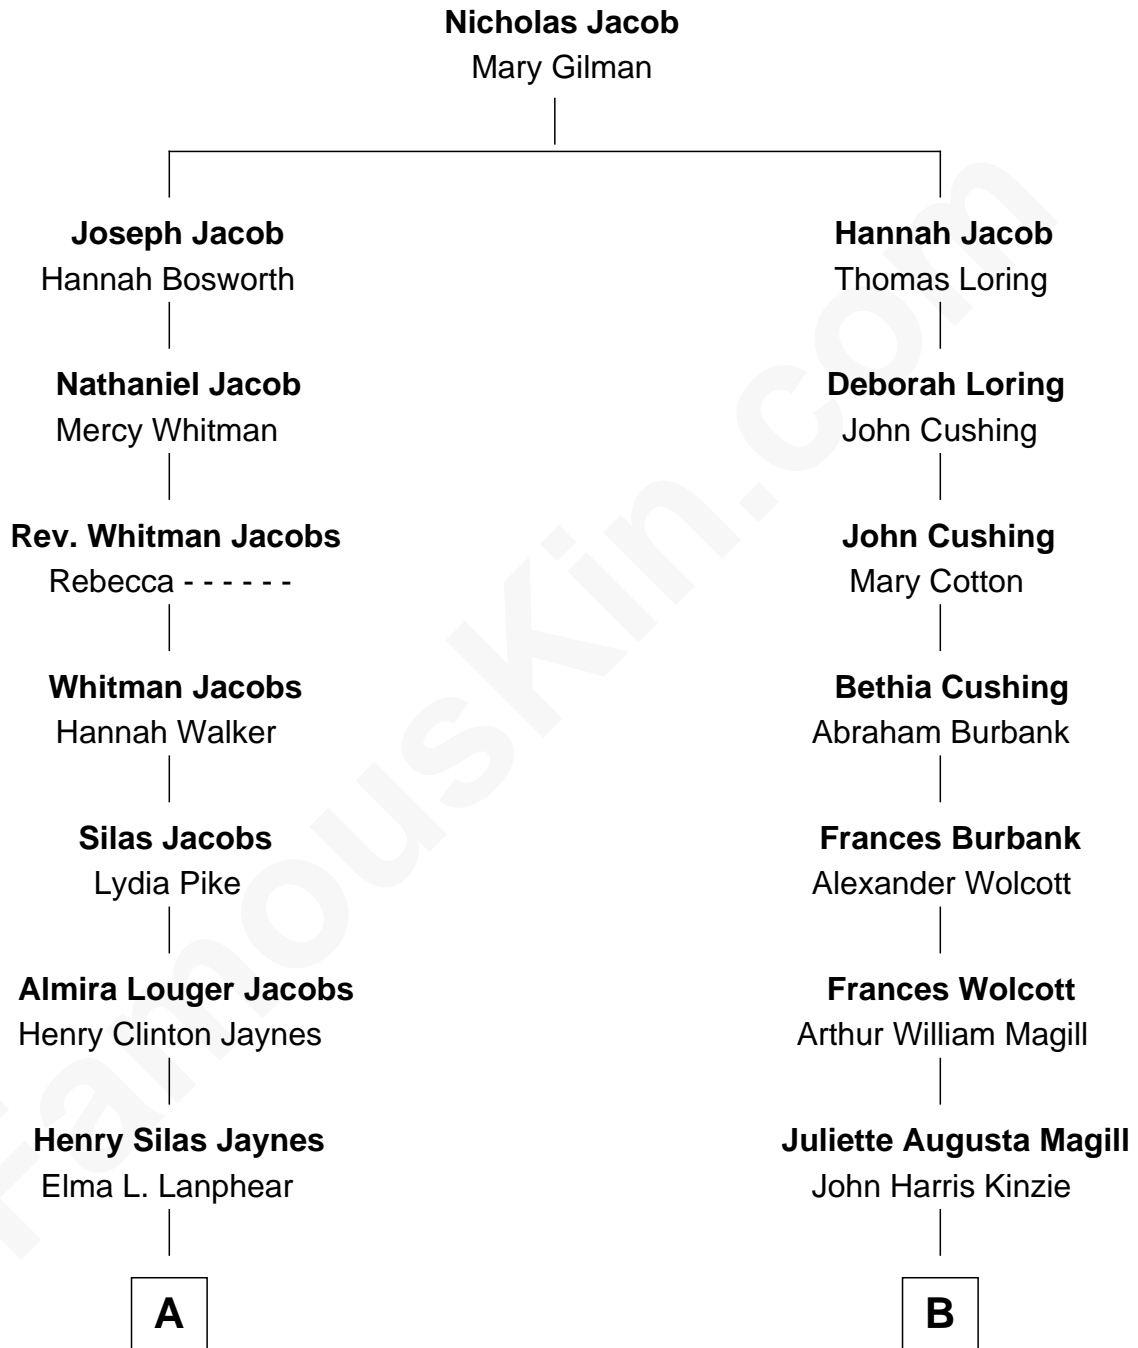 Nicholas Jacob
Mary Gilman
Joseph Jacob
Hannah Bosworth
Hannah Jacob
Thomas Loring
Nathaniel Jacob
Mercy Whitman
Deborah Loring
John Cushing
Rev. Whitman Jacobs
Rebecca - - - - - -
John Cushing
Mary Cotton
Whitman Jacobs
Hannah Walker
Bethia Cushing
Abraham Burbank
Silas Jacobs
Lydia Pike
Frances Burbank
Alexander Wolcott
Almira Louger Jacobs
Henry Clinton Jaynes
Frances Wolcott
Arthur William Magill
Henry Silas Jaynes
Elma L. Lanphear
Juliette Augusta Magill
John Harris Kinzie
A
B
FamousKin.com